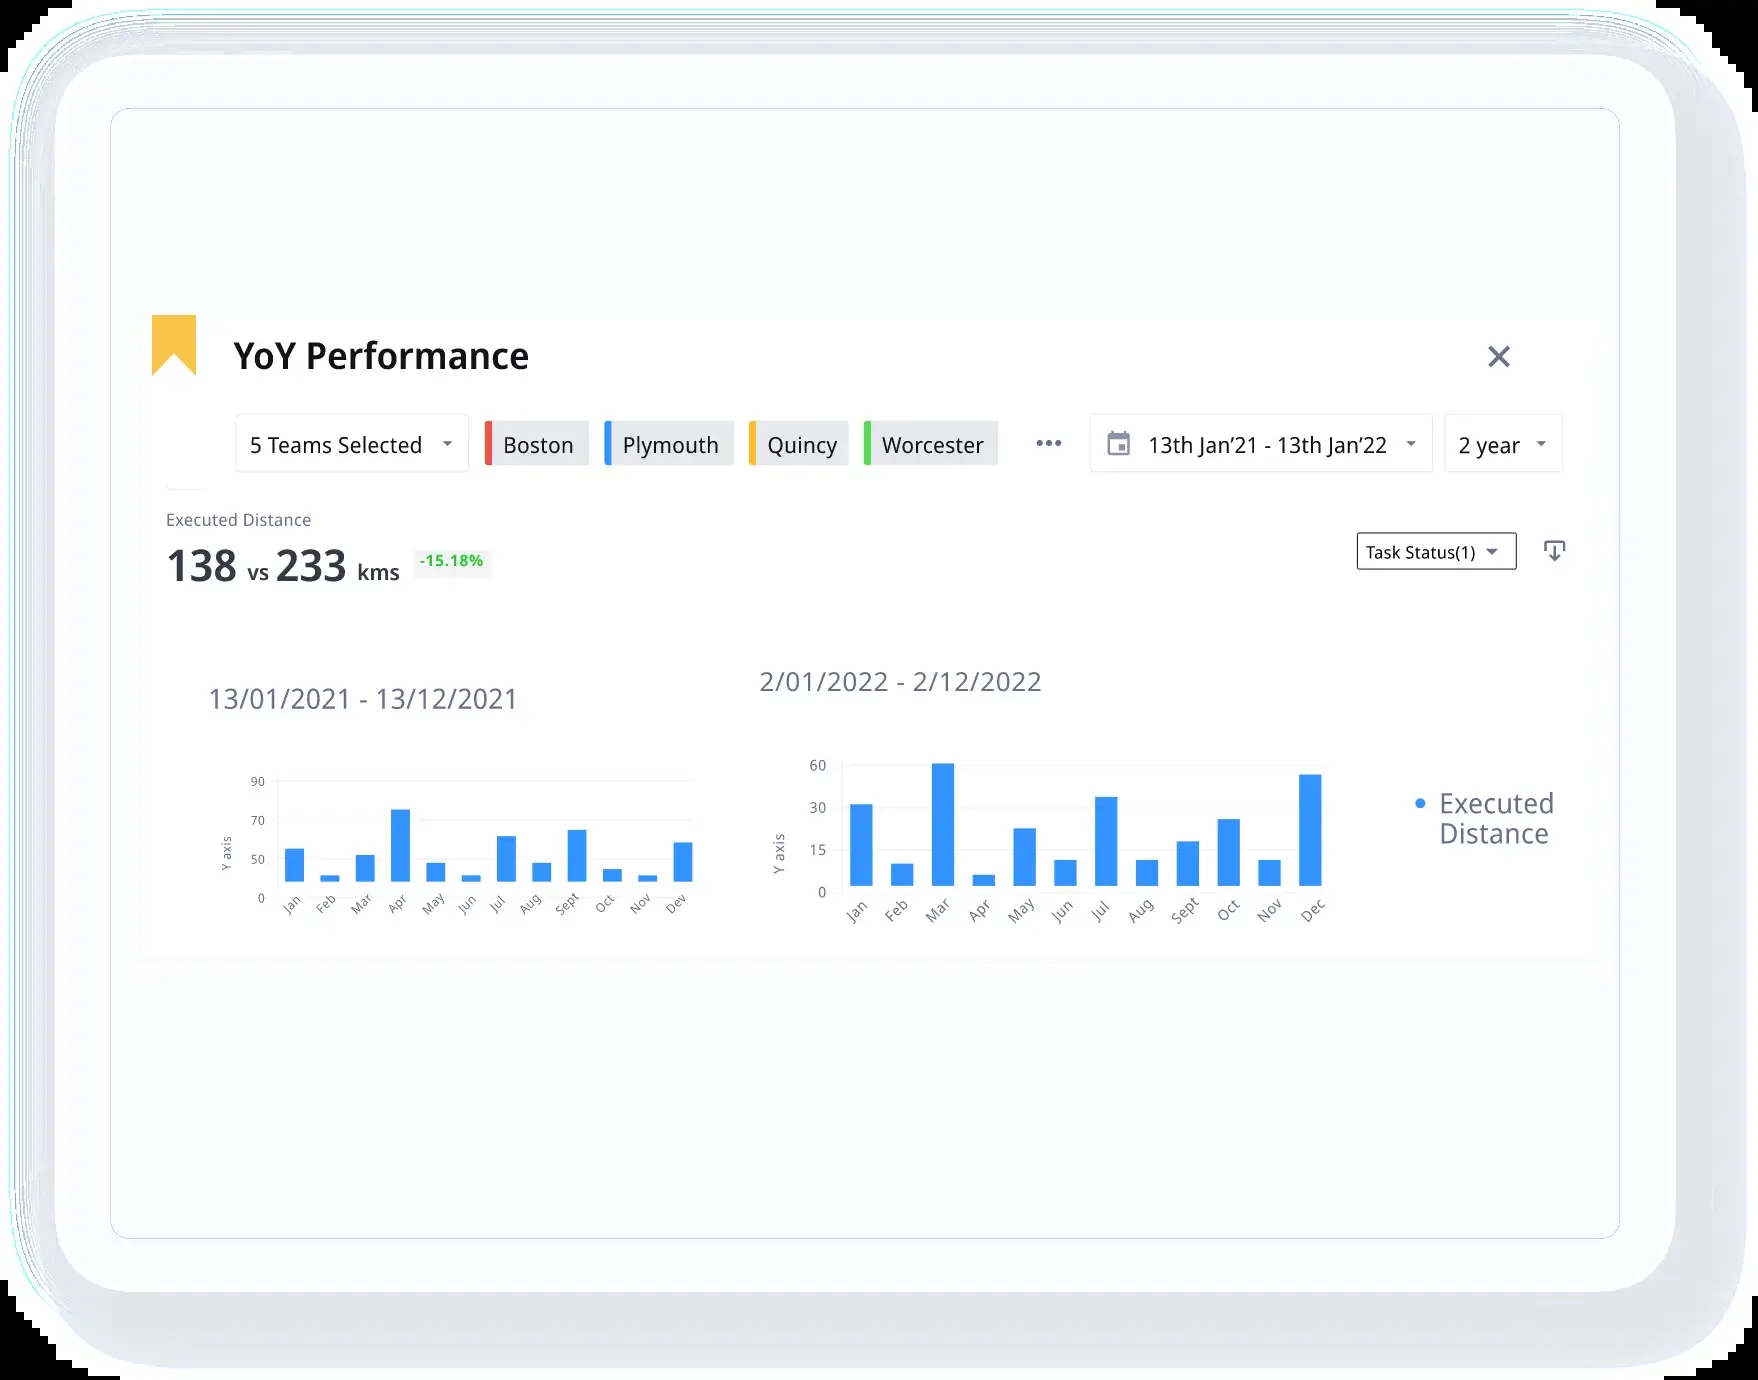 YoY Performance
5 Teams Selected
Boston
Plymouth
Quincy
Worcester
13th Jan’21 - 13th Jan’22
2 year
Executed Distance
138 vs 233 kms
-15.18%
Task Status(1)
13/01/2021 - 13/12/2021
90
70
50
0
Y axis
Jan
Feb
Mar
Apr
May
Jun
Jul
Aug
Sept
Oct
Nov
Dev
2/01/2022 - 2/12/2022
60
30
15
0
Y axis
Jan
Feb
Mar
Apr
May
Jun
Jul
Aug
Sept
Oct
Nov
Dec
Executed
Distance